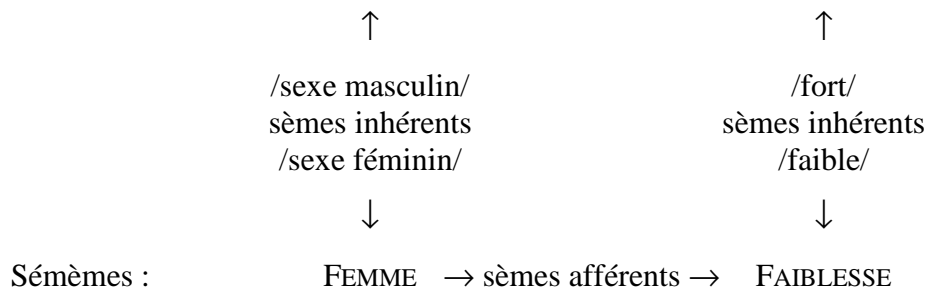 ↑ ↑
/sexe masculin/ /fort/
sèmes inhérents sèmes inhérents
/sexe féminin/ /faible/
↓ ↓
Sémèmes : FEMME → sèmes afférents → FAIBLESSE